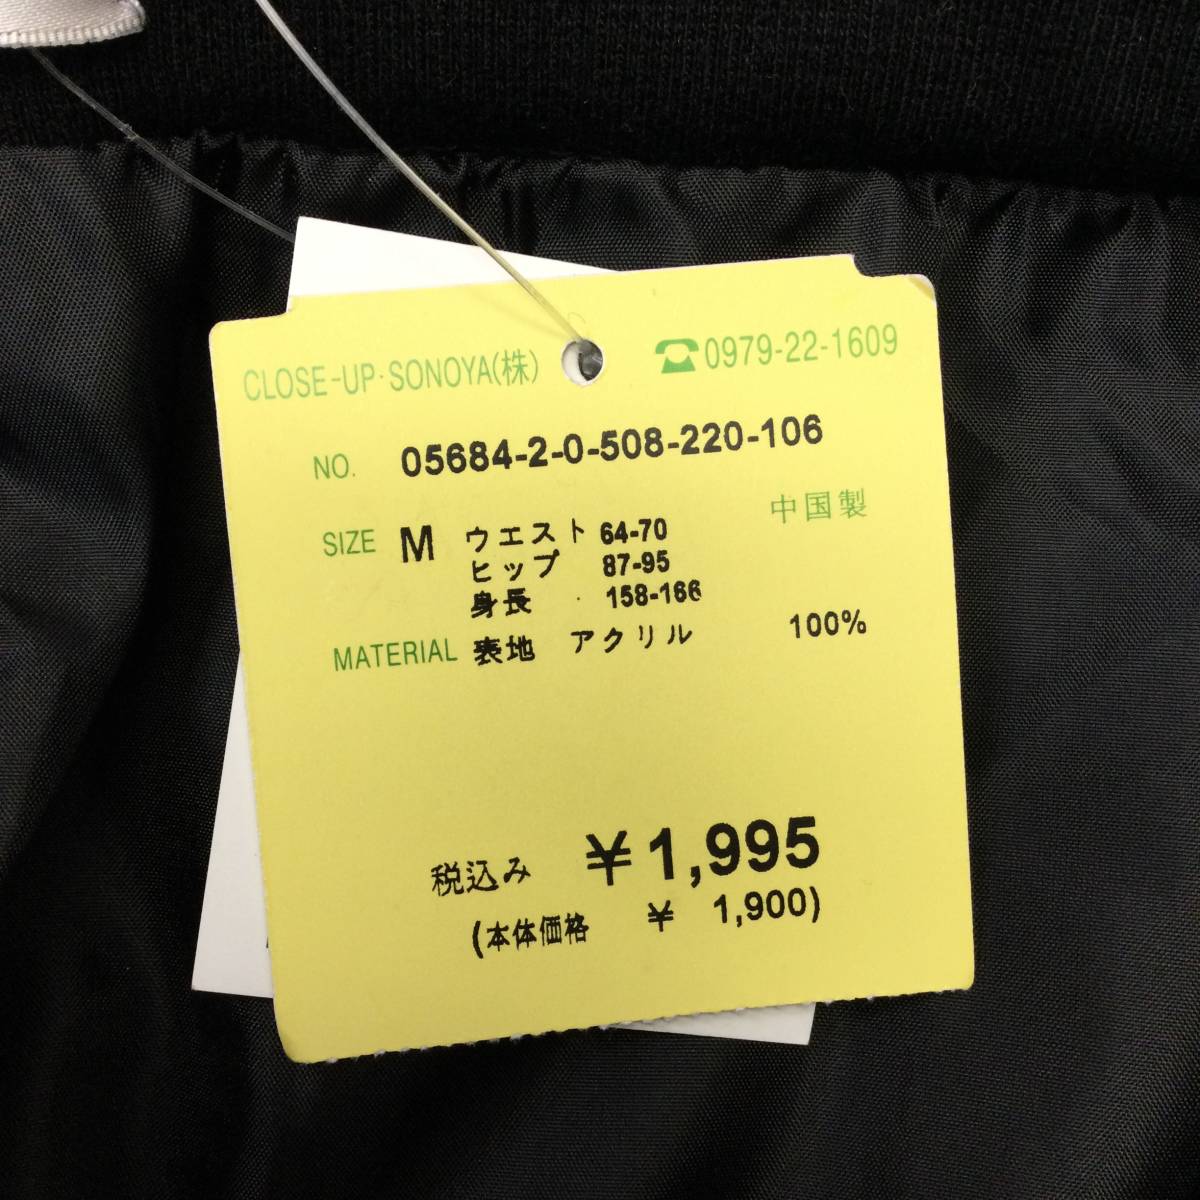 CLOSE-UP·SONOYA(株) ☎0979-22-1609
NO. 05684-2-0-508-220-106
中国製
SIZE M ウエスト 64-70
ヒップ 87-95
身長 158-166
MATERIAL 表地 アクリル 100%
税込み ¥1,995
(本体価格 ¥ 1,900)